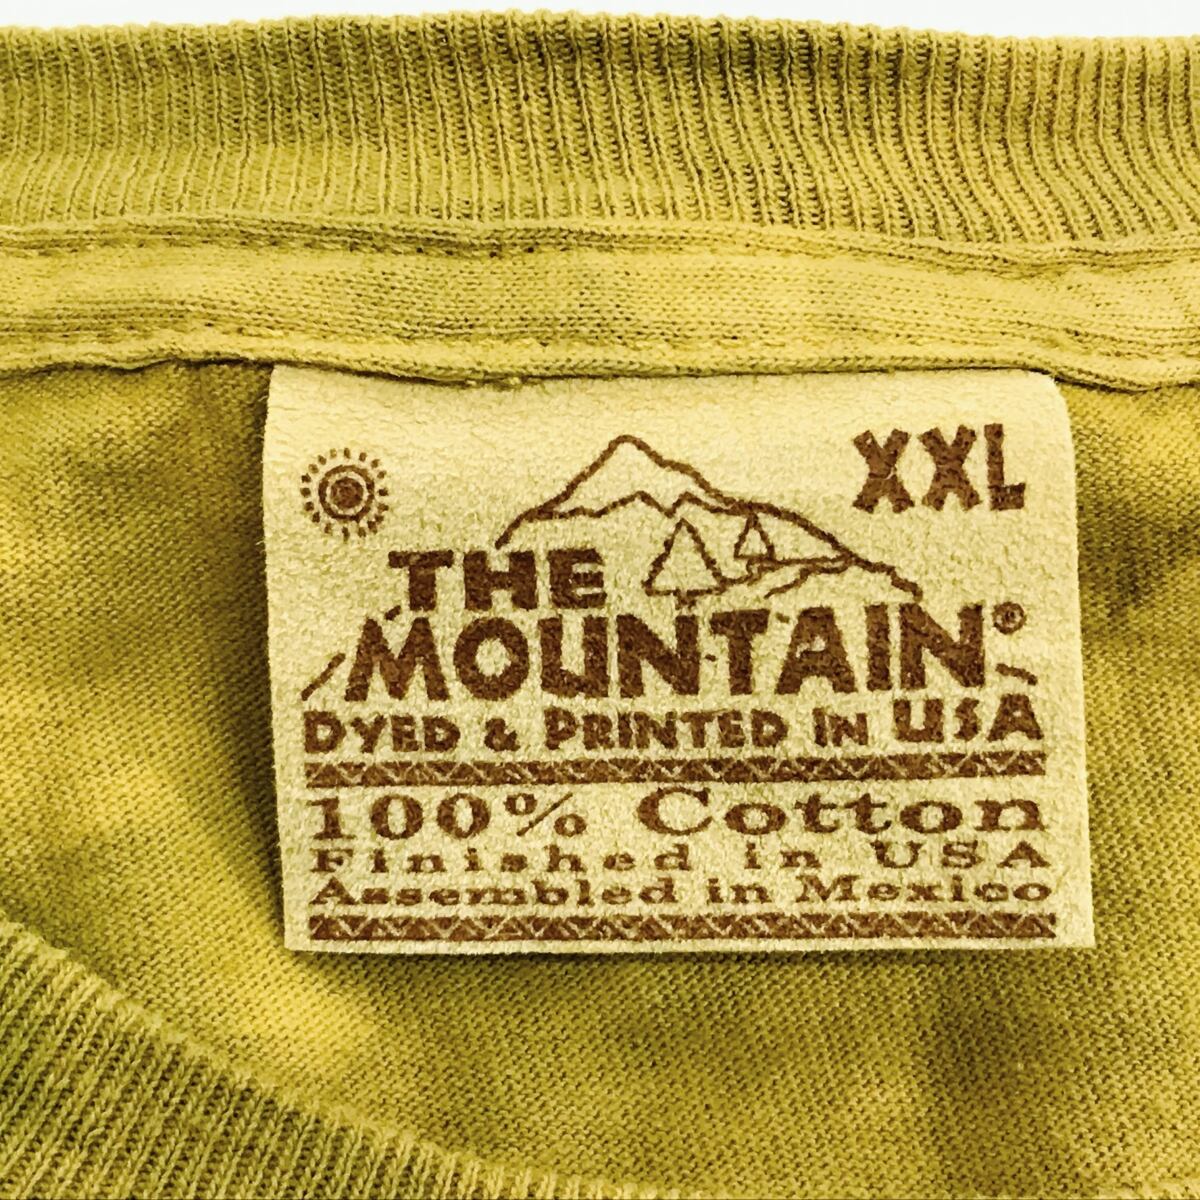 XXL
THE
MOUNTAIN®
DYED & PRINTED IN USA
100% Cotton
Finished in USA
Assembled in Mexico